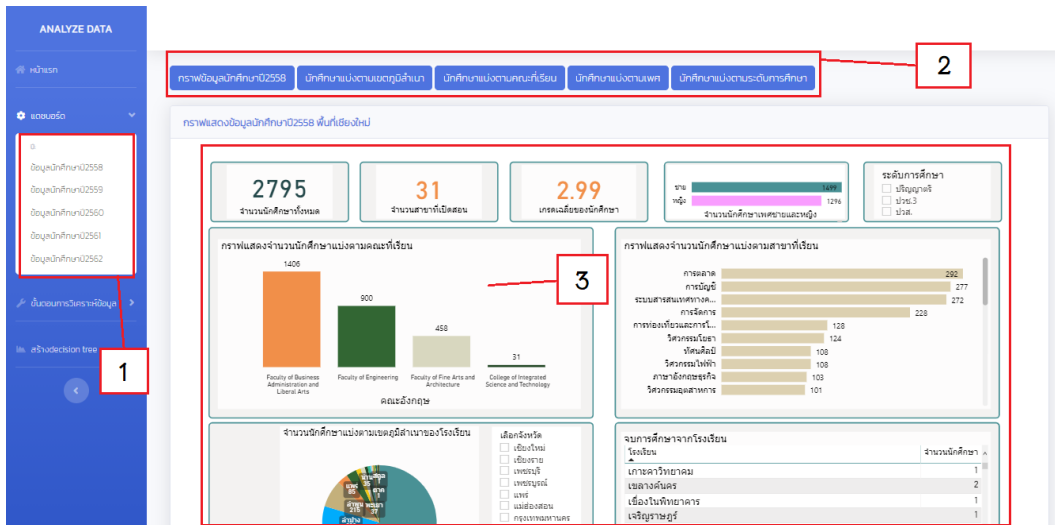 ANALYZE DATA
หน้าแรก
แดชบอร์ด
ข้อมูลนักศึกษาปี2558
ข้อมูลนักศึกษาปี2559
ข้อมูลนักศึกษาปี2560
ข้อมูลนักศึกษาปี2561
ข้อมูลนักศึกษาปี2562
ขั้นตอนการวิเคราะห์ข้อมูล
สร้างdecision tree
1
กราฟข้อมูลนักศึกษาปี2558
นักศึกษาแบ่งตามเขตภูมิลำเนา
นักศึกษาแบ่งตามคณะที่เรียน
นักศึกษาแบ่งตามเพศ
นักศึกษาแบ่งตามระดับการศึกษา
2
กราฟแสดงข้อมูลนักศึกษาปี2558 พื้นที่เชียงใหม่
2795
จำนวนนักศึกษาทั้งหมด
31
จำนวนสาขาที่เปิดสอน
2.99
เกรดเฉลี่ยของนักศึกษา
ชาย 1499
หญิง 1296
จำนวนนักศึกษาเพศชายและหญิง
ระดับการศึกษา
ปริญญาตรี
ปวช.3
ปวส.
กราฟแสดงจำนวนนักศึกษาแบ่งตามคณะที่เรียน
1406
900
458
31
Faculty of Business Administration and Liberal Arts
Faculty of Engineering
Faculty of Fine Arts and Architecture
College of Integrated Science and Technology
คณะอังกฤษ
3
กราฟแสดงจำนวนนักศึกษาแบ่งตามสาขาที่เรียน
การตลาด 292
การบัญชี 277
ระบบสารสนเทศทางค... 272
การจัดการ 228
การท่องเที่ยวและการโ... 128
วิศวกรรมโยธา 124
ทัศนศิลป์ 108
วิศวกรรมไฟฟ้า 108
ภาษาอังกฤษธุรกิจ 103
วิศวกรรมอุตสาหการ 101
จำนวนนักศึกษาแบ่งตามเขตภูมิลำเนาของโรงเรียน
แพร่
85
น่าน
35
ตาก
1
พะเยา
37
ลำพูน
215
ลำปาง
เลือกจังหวัด
เชียงใหม่
เชียงราย
เพชรบุรี
เพชรบูรณ์
แพร่
แม่ฮ่องสอน
กรุงเทพมหานคร
จบการศึกษาจากโรงเรียน
โรงเรียน จำนวนนักศึกษา
เกาะคาวิทยาคม 1
เขลางค์นคร 2
เขื่องในพิทยาคาร 1
เจริญราษฎร์ 1